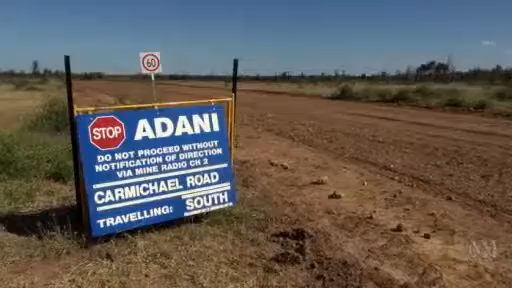 60
STOP ADANI
DO NOT PROCEED WITHOUT
NOTIFICATION OF DIRECTION
VIA MINE RADIO CH 2
CARMICHAEL ROAD
TRAVELLING: SOUTH